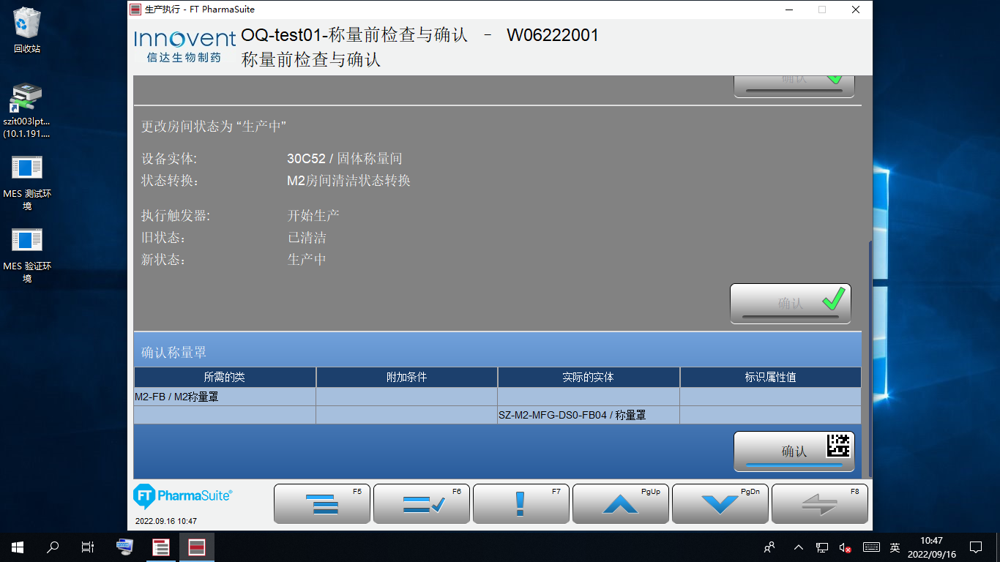 生产执行 - FT PharmaSuite
回收站
Innovent
信达生物制药
OQ-test01-称量前检查与确认 － W06222001
称量前检查与确认
确认
szit003lpt...
(10.1.191....
更改房间状态为 “生产中”
设备实体: 30C52 / 固体称量间
状态转换: M2房间清洁状态转换
MES 测试环
境
执行触发器: 开始生产
旧状态: 已清洁
新状态: 生产中
MES 验证环
境
确认
确认称量罩
所需的类 附加条件 实际的实体 标识属性值
M2-FB / M2称量罩
SZ-M2-MFG-DS0-FB04 / 称量罩
确认
FT PharmaSuite
F5 F6 F7 PgUp PgDn F8
2022.09.16 10:47
英
10:47
2022/09/16